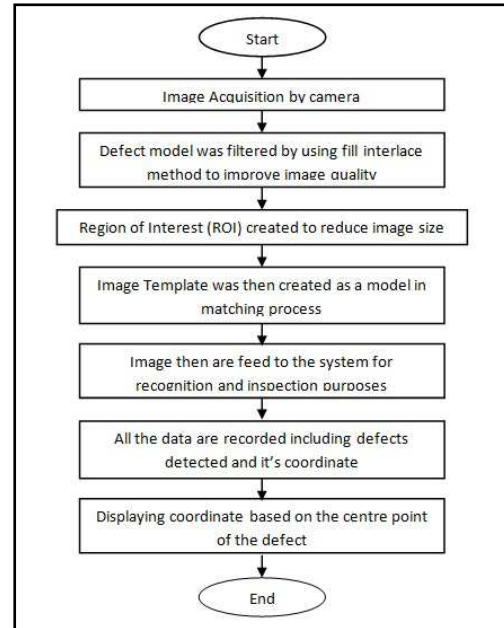 Start
Image Acquisition by camera
Defect model was filtered by using fill interlace
method to improve image quality
Region of Interest (ROI) created to reduce image size
Image Template was then created as a model in
matching process
Image then are feed to the system for
recognition and inspection purposes
All the data are recorded including defects
detected and it's coordinate
Displaying coordinate based on the centre point
of the defect
End